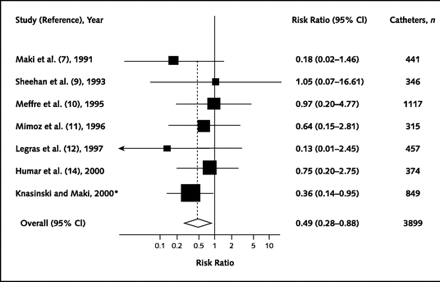 Study (Reference), Year Risk Ratio (95% CI) Catheters, n
Maki et al. (7), 1991 0.18 (0.02–1.46) 441
Sheehan et al. (9), 1993 1.05 (0.07–16.61) 346
Meffre et al. (10), 1995 0.97 (0.20–4.77) 1117
Mimoz et al. (11), 1996 0.64 (0.15–2.81) 315
Legras et al. (12), 1997 0.13 (0.01–2.45) 457
Humar et al. (14), 2000 0.75 (0.20–2.75) 374
Knasinski and Maki, 2000* 0.36 (0.14–0.95) 849
Overall (95% CI) 0.49 (0.28–0.88) 3899
0.1 0.2 0.5 1 2 5 10
Risk Ratio